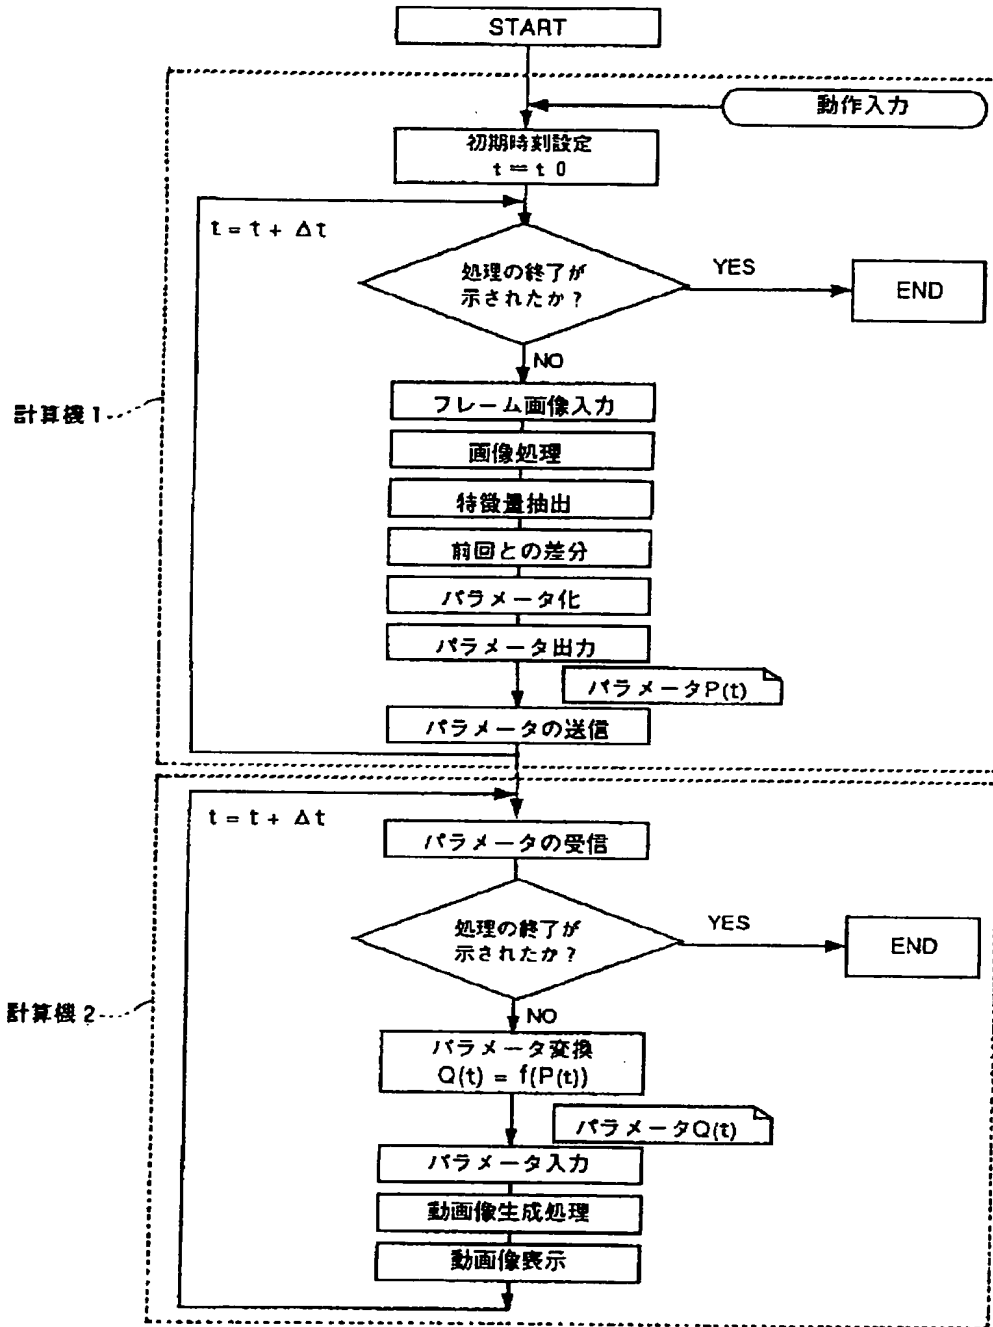 START
動作入力
初期時刻設定
t = t 0
t = t + Δt
処理の終了が
示されたか?
YES
END
NO
計算機1
フレーム画像入力
画像処理
特徴量抽出
前回との差分
パラメータ化
パラメータ出力
パラメータP(t)
パラメータの送信
t = t + Δt
パラメータの受信
処理の終了が
示されたか?
YES
END
計算機2
NO
パラメータ変換
Q(t) = f(P(t))
パラメータQ(t)
パラメータ入力
動画像生成処理
動画像表示